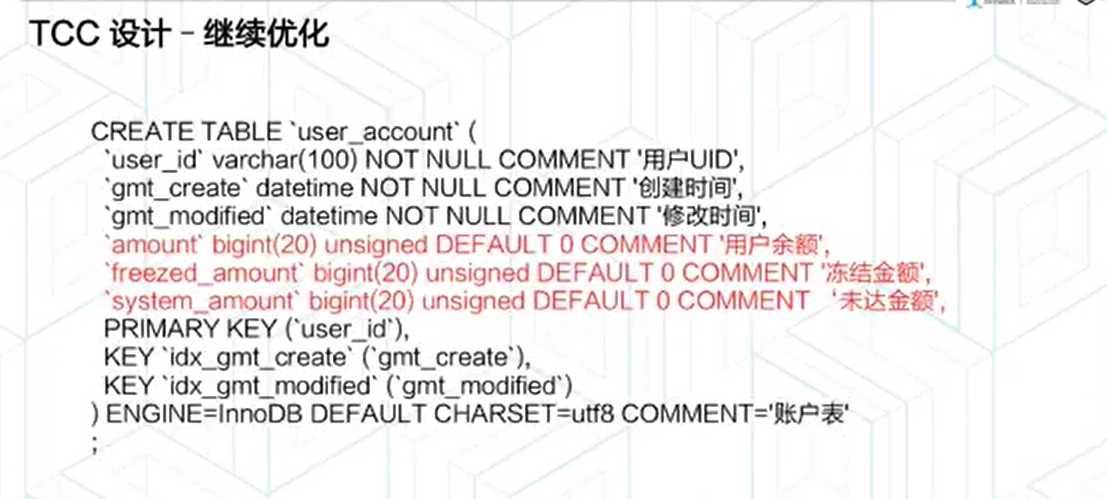 TCC 设计 - 继续优化
CREATE TABLE `user_account` (
`user_id` varchar(100) NOT NULL COMMENT '用户UID',
`gmt_create` datetime NOT NULL COMMENT '创建时间',
`gmt_modified` datetime NOT NULL COMMENT '修改时间',
`amount` bigint(20) unsigned DEFAULT 0 COMMENT '用户余额',
`freezed_amount` bigint(20) unsigned DEFAULT 0 COMMENT '冻结金额',
`system_amount` bigint(20) unsigned DEFAULT 0 COMMENT ‘未达金额',
PRIMARY KEY (`user_id`),
KEY `idx_gmt_create` (`gmt_create`),
KEY `idx_gmt_modified` (`gmt_modified`)
) ENGINE=InnoDB DEFAULT CHARSET=utf8 COMMENT='账户表'
;